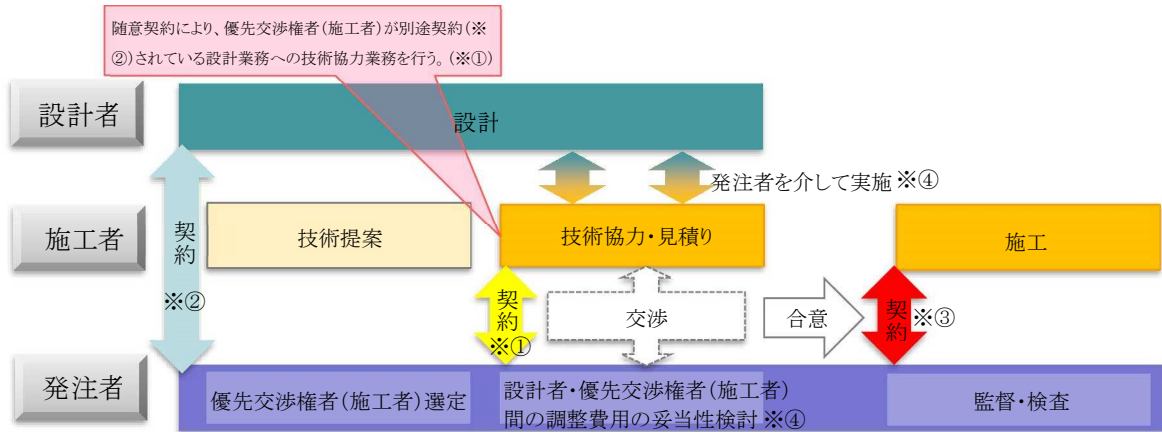 随意契約により、優先交渉権者(施工者)が別途契約(※
②)されている設計業務への技術協力業務を行う。(※①)
設計者
設計
発注者を介して実施※④
施工者
契約
※②
技術提案
技術協力・見積り
施工
契約
※①
交渉
合意
契約
※③
発注者
優先交渉権者(施工者)選定
設計者・優先交渉権者(施工者)
間の調整費用の妥当性検討※④
監督・検査